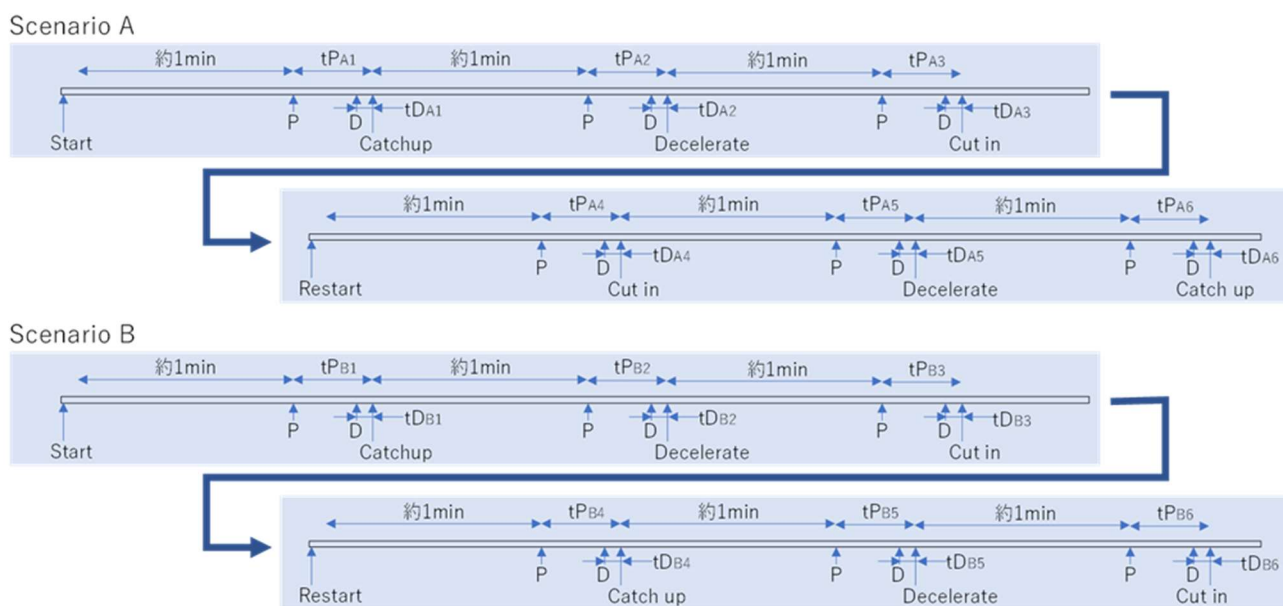 Scenario A
約1min tPA1 約1min tPA2 約1min tPA3
P D tDA1 P D tDA2 P D tDA3
Start Catchup Decelerate Cut in
約1min tPA4 約1min tPA5 約1min tPA6
P D tDA4 P D tDA5 P D tDA6
Restart Cut in Decelerate Catch up
Scenario B
約1min tPB1 約1min tPB2 約1min tPB3
P D tDB1 P D tDB2 P D tDB3
Start Catchup Decelerate Cut in
約1min tPB4 約1min tPB5 約1min tPB6
P D tDB4 P D tDB5 P D tDB6
Restart Catch up Decelerate Cut in